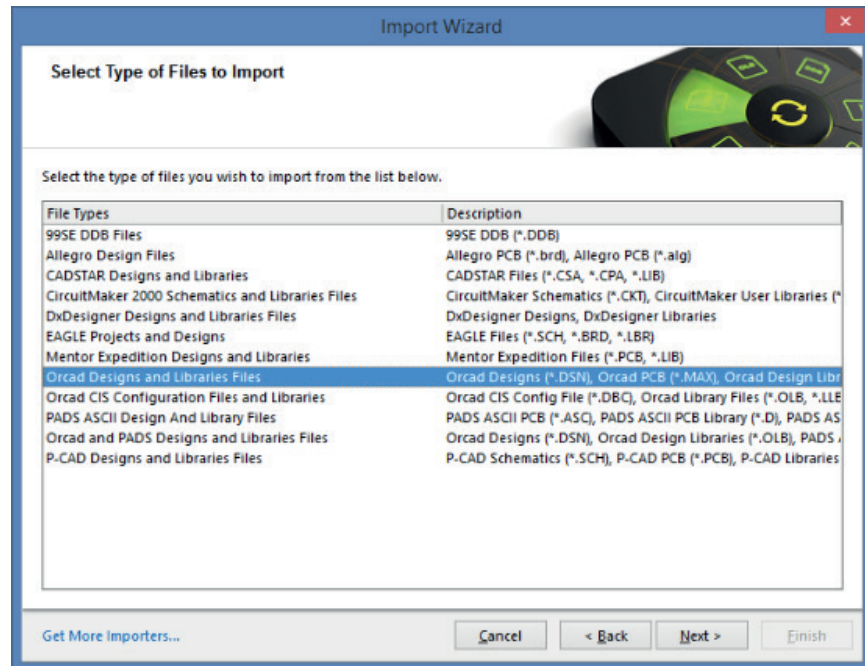 Import Wizard
Select Type of Files to Import
Select the type of files you wish to import from the list below.
File Types Description
99SE DDB Files 99SE DDB (*.DDB)
Allegro Design Files Allegro PCB (*.brd), Allegro PCB (*.alg)
CADSTAR Designs and Libraries CADSTAR Files (*.CSA, *.CPA, *.LIB)
CircuitMaker 2000 Schematics and Libraries Files CircuitMaker Schematics (*.CKT), CircuitMaker User Libraries (*
DxDesigner Designs and Libraries Files DxDesigner Designs, DxDesigner Libraries
EAGLE Projects and Designs EAGLE Files (*.SCH, *.BRD, *.LBR)
Mentor Expedition Designs and Libraries Mentor Expedition Files (*.PCB, *.LIB)
Orcad Designs and Libraries Files Orcad Designs (*.DSN), Orcad PCB (*.MAX), Orcad Design Libr
Orcad CIS Configuration Files and Libraries Orcad CIS Config File (*.DBC), Orcad Library Files (*.OLB, *.LLB
PADS ASCII Design And Library Files PADS ASCII PCB (*.ASC), PADS ASCII PCB Library (*.D), PADS AS
Orcad and PADS Designs and Libraries Files Orcad Designs (*.DSN), Orcad Design Libraries (*.OLB), PADS
P-CAD Designs and Libraries Files P-CAD Schematics (*.SCH), P-CAD PCB (*.PCB), P-CAD Libraries
Get More Importers... Cancel < Back Next > Finish